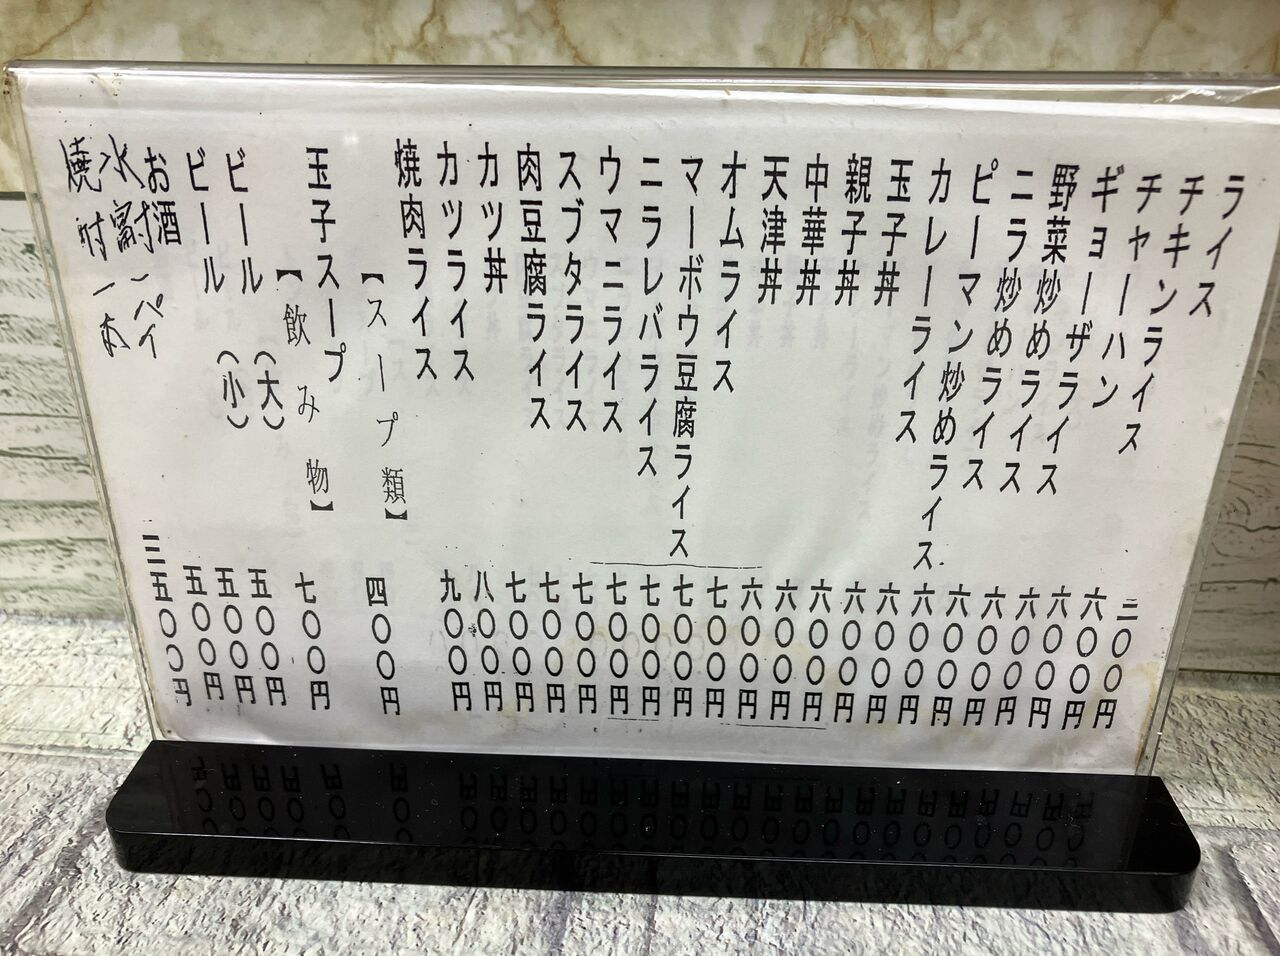 ライス 二〇〇円
チキンライス 六〇〇円
チャーハン 六〇〇円
ギョーザライス 六〇〇円
野菜炒めライス 六〇〇円
ニラ炒めライス 六〇〇円
ピーマン炒めライス 六〇〇円
カレーライス 六〇〇円
玉子丼 六〇〇円
親子丼 六〇〇円
中華丼 六〇〇円
天津丼 六〇〇円
オムライス 七〇〇円
マーボウ豆腐ライス 七〇〇円
ニラレバライス 七〇〇円
ウマニライス 七〇〇円
スブタライス 七〇〇円
肉豆腐ライス 七〇〇円
カツ丼 七〇〇円
カツライス 八〇〇円
焼肉ライス 九〇〇円
【スープ類】
玉子スープ 四〇〇円
【飲み物】
ビール (大) 七〇〇円
ビール (小) 五〇〇円
お酒 五〇〇円
一パイ 五〇〇円
三五〇円